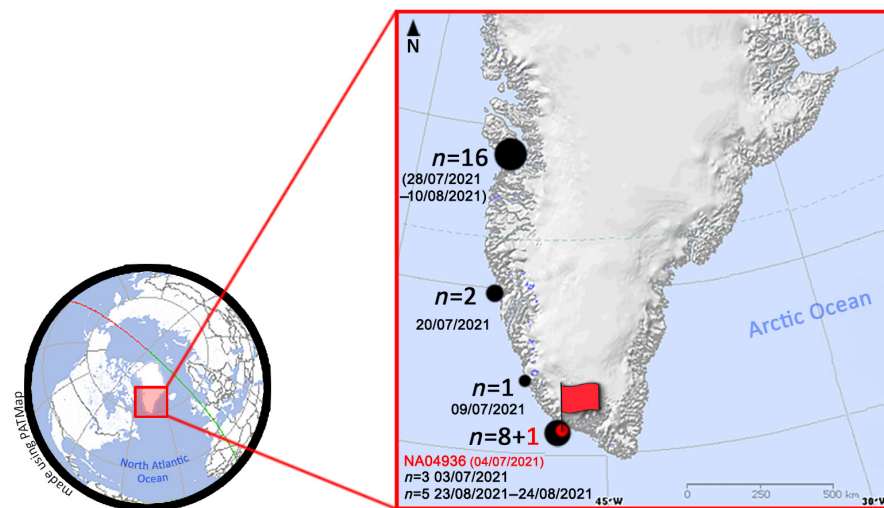 N
n=16
(28/07/2021
–10/08/2021)
n=2
20/07/2021
Arctic Ocean
n=1
09/07/2021
n=8+1
NA04936 (04/07/2021)
n=3 03/07/2021
n=5 23/08/2021–24/08/2021
45°W
0 250 500 km
30°W
North Atlantic
Ocean
made using PATMap